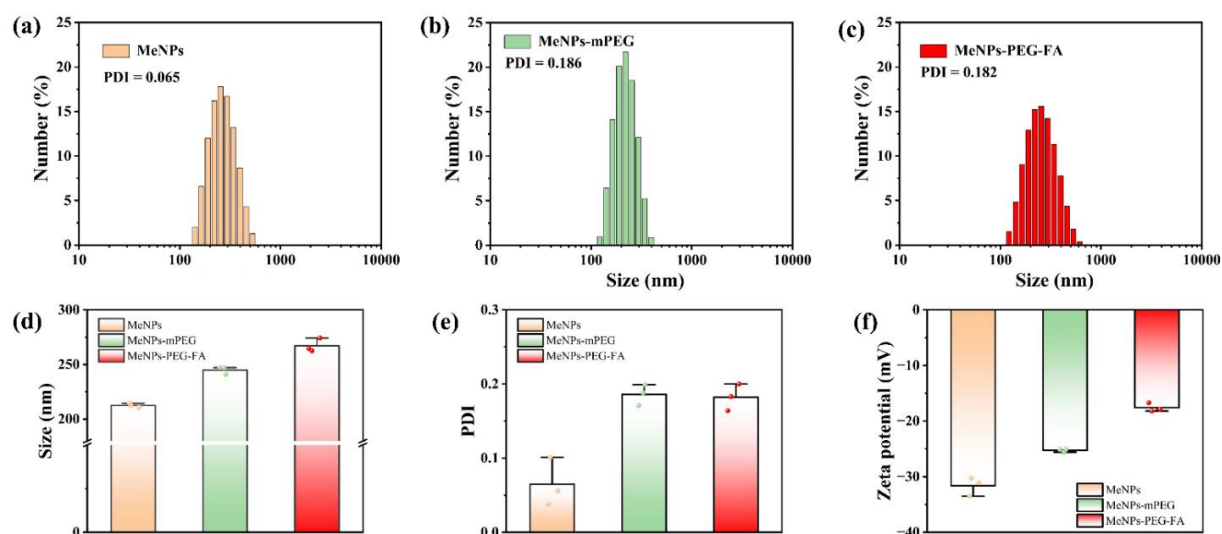 (a)
25
20
15
10
5
0
Number (%)
MeNPs
PDI = 0.065
10 100 1000 10000
(b)
25
20
15
10
5
0
Number (%)
MeNPs-mPEG
PDI = 0.186
10 100 1000 10000
Size (nm)
(c)
25
20
15
10
5
0
Number (%)
MeNPs-PEG-FA
PDI = 0.182
10 100 1000 10000
Size (nm)
(d)
300
250
200
0
Size (nm)
MeNPs
MeNPs-mPEG
MeNPs-PEG-FA
(e)
0.3
0.2
0.1
0.0
PDI
MeNPs
MeNPs-mPEG
MeNPs-PEG-FA
(f)
0
−10
−20
−30
−40
Zeta potential (mV)
MeNPs
MeNPs-mPEG
MeNPs-PEG-FA